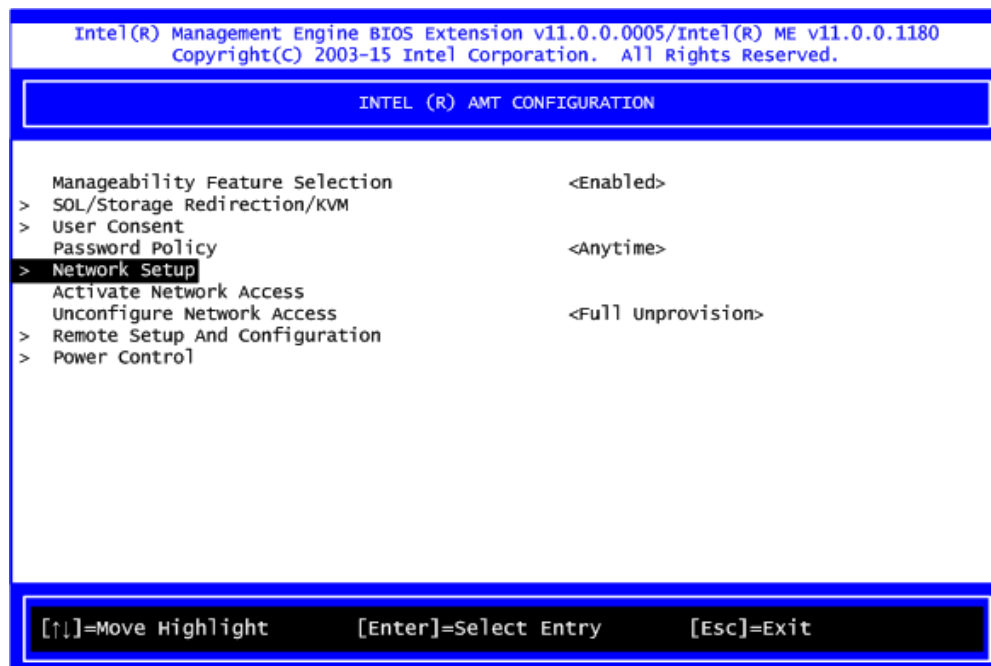 Intel(R) Management Engine BIOS Extension v11.0.0.0005/Intel(R) ME v11.0.0.1180
Copyright(C) 2003-15 Intel Corporation. All Rights Reserved.
INTEL (R) AMT CONFIGURATION
Manageability Feature Selection <Enabled>
> SOL/Storage Redirection/KVM
> User Consent
Password Policy <Anytime>
> Network Setup
Activate Network Access
Unconfigure Network Access <Full Unprovision>
> Remote Setup And Configuration
> Power Control
[↑↓]=Move Highlight [Enter]=Select Entry [Esc]=Exit